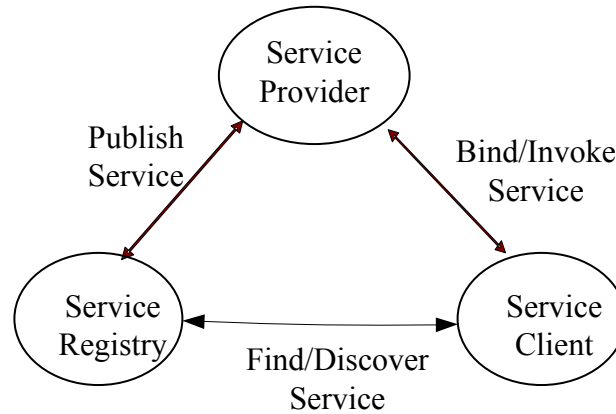 Service
Provider
Publish
Service
Bind/Invoke
Service
Service
Registry
Service
Client
Find/Discover
Service